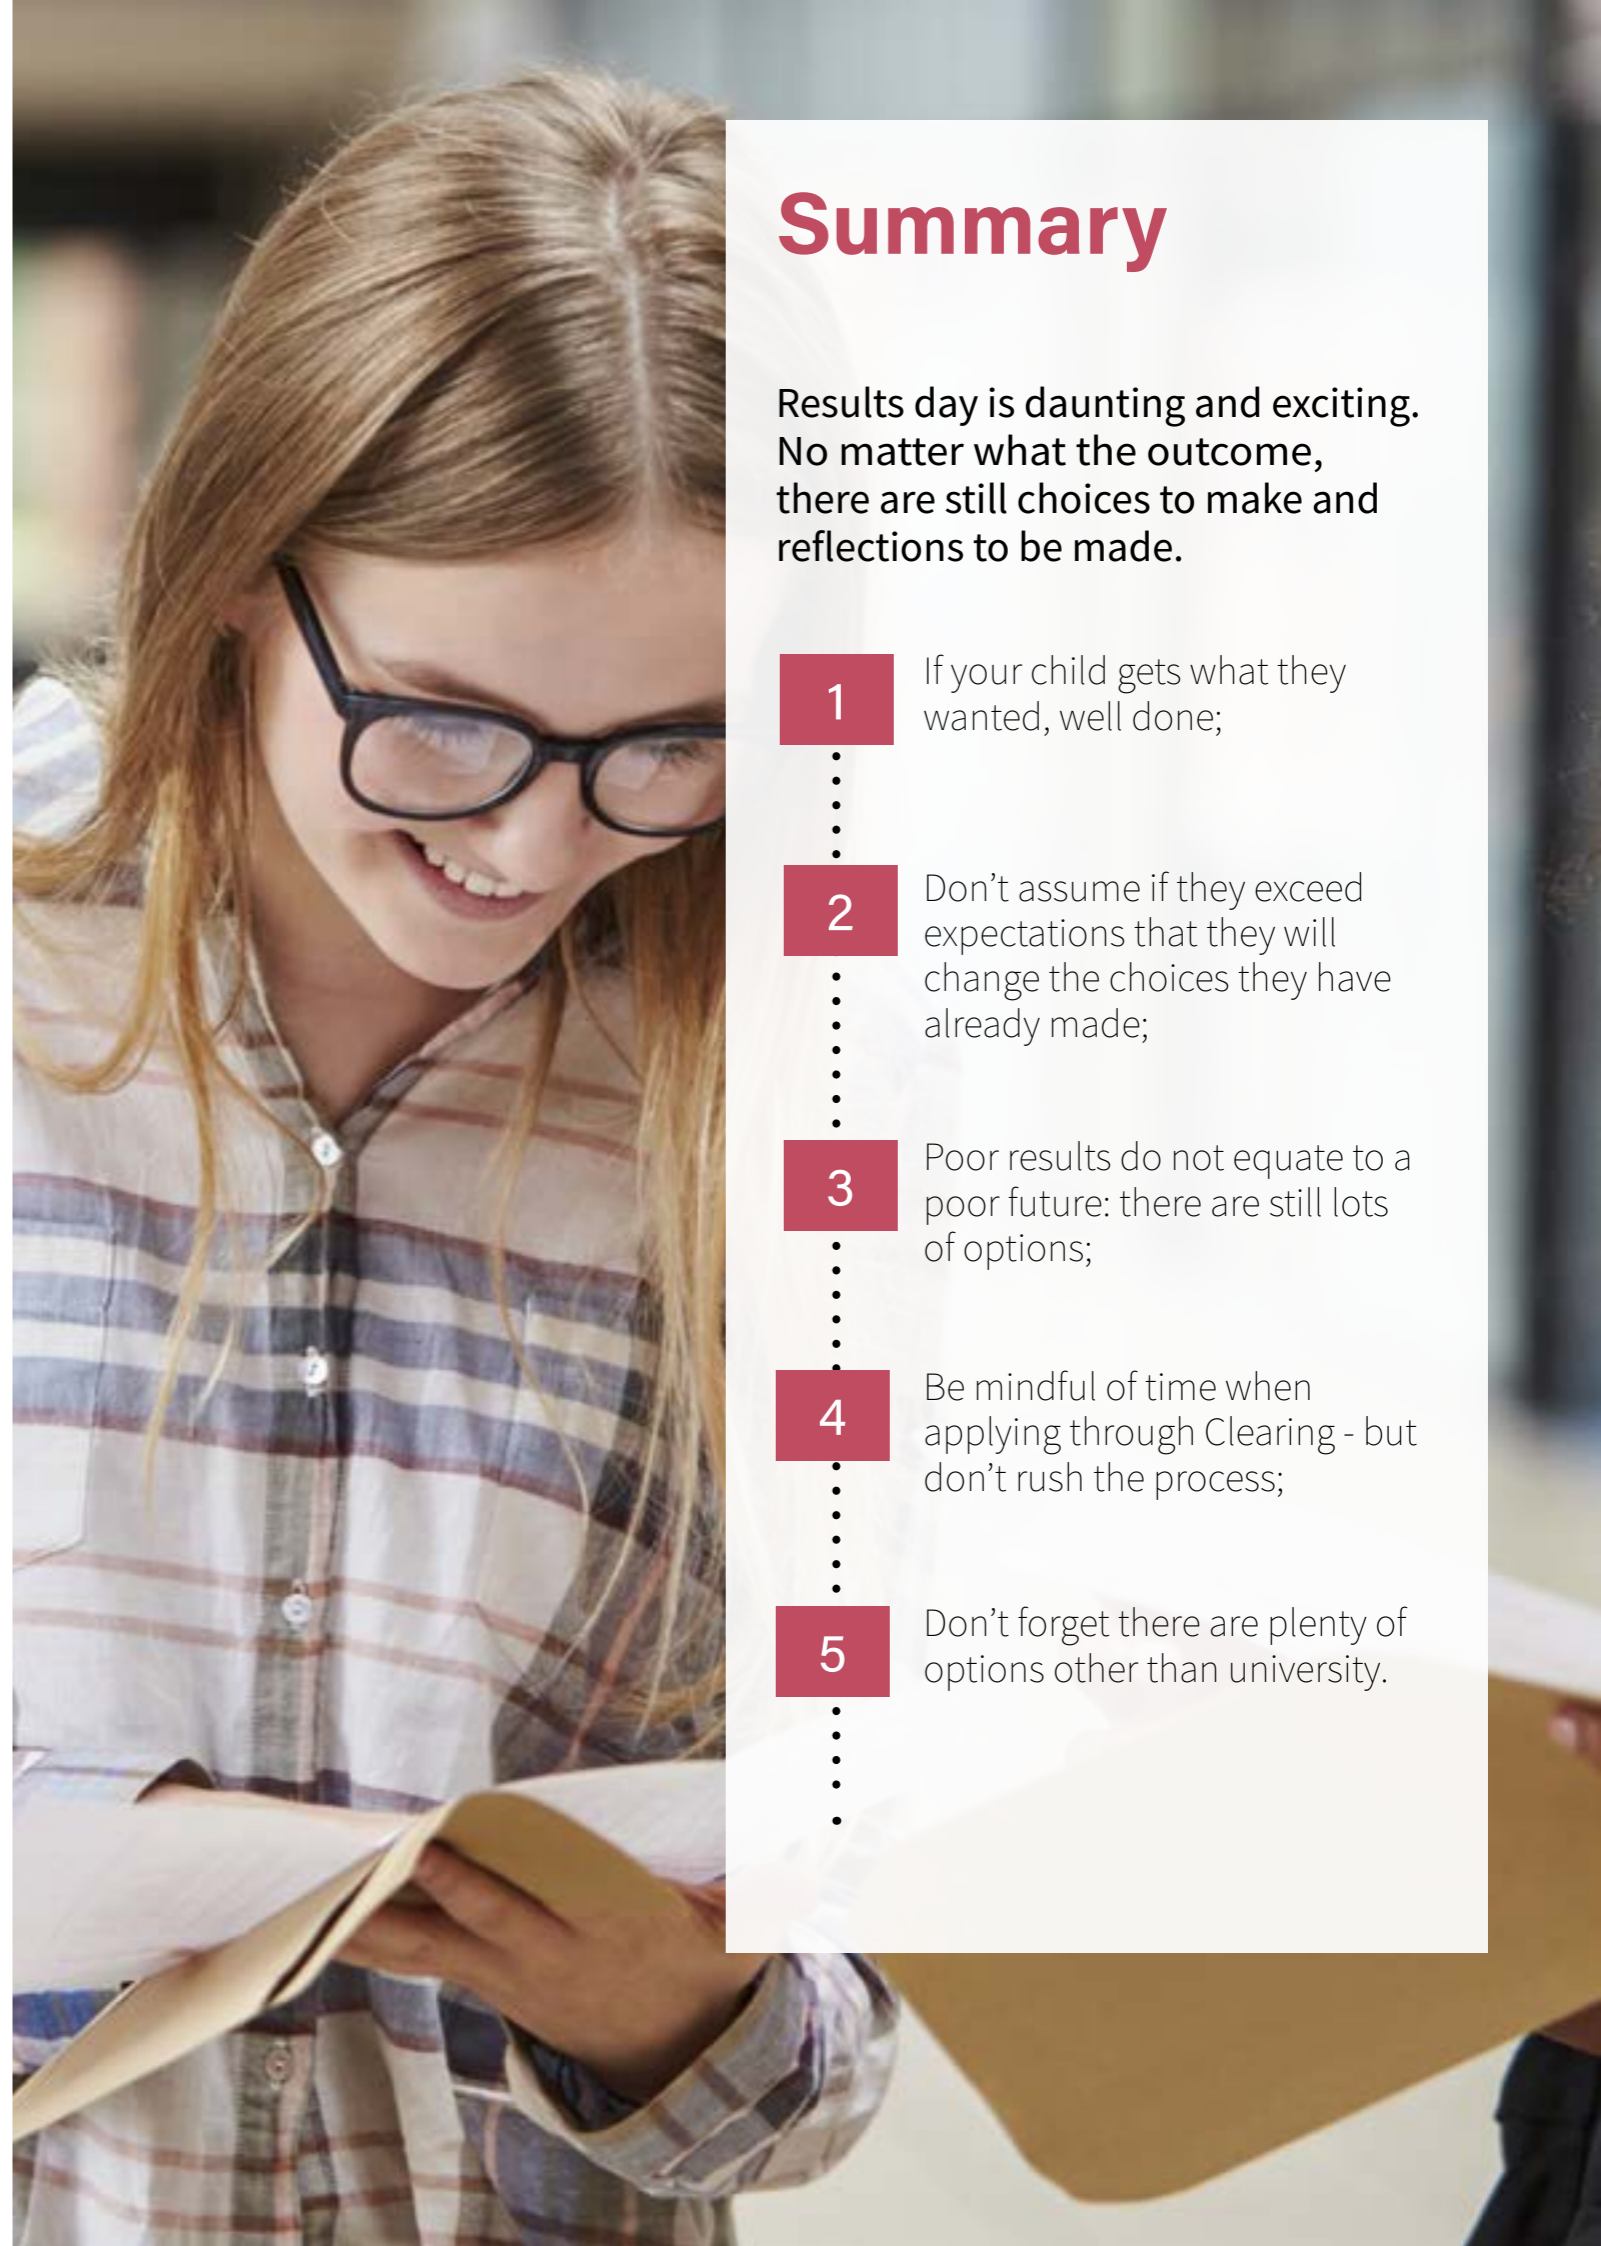 Summary
Results day is daunting and exciting.
No matter what the outcome,
there are still choices to make and
reflections to be made.
1
If your child gets what they
wanted, well done;
2
Don’t assume if they exceed
expectations that they will
change the choices they have
already made;
3
Poor results do not equate to a
poor future: there are still lots
of options;
4
Be mindful of time when
applying through Clearing - but
don’t rush the process;
5
Don’t forget there are plenty of
options other than university.